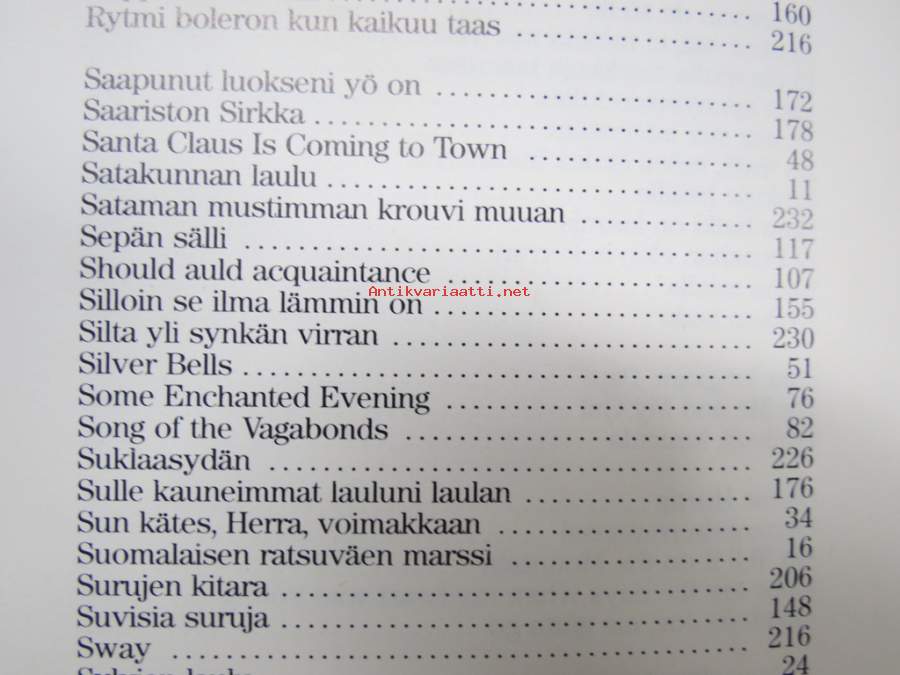 160
Rytmi boleron kun kaikuu taas ........................ 216
Saapunut luokseni yö on ........................ 172
Saariston Sirkka ........................ 178
Santa Claus Is Coming to Town ........................ 48
Satakunnan laulu ........................ 11
Sataman mustimman krouvi muuan ........................ 232
Sepän sälli ........................ 117
Should auld acquaintance ........................ 107
Antikvariaatti.net
Silloin se ilma lämmin on ........................ 155
Silta yli synkän virran ........................ 230
Silver Bells ........................ 51
Some Enchanted Evening ........................ 76
Song of the Vagabonds ........................ 82
Suklaasydän ........................ 226
Sulle kauneimmat lauluni laulan ........................ 176
Sun kätes, Herra, voimakkaan ........................ 34
Suomalaisen ratsuväen marssi ........................ 16
Surujen kitara ........................ 206
Suvisia suruja ........................ 148
Sway ........................ 216
24